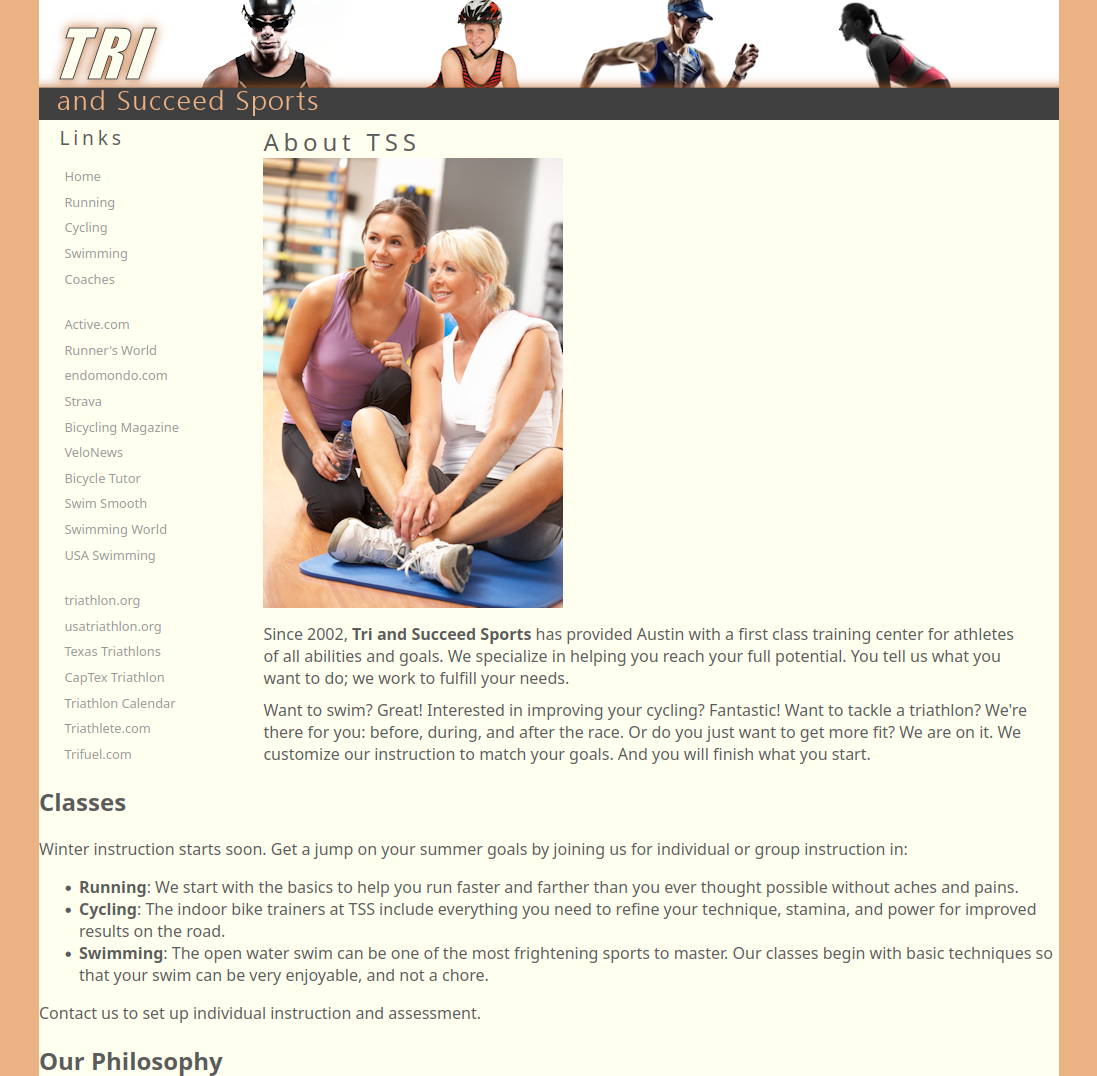 TRI
and Succeed Sports
Links
Home
Running
Cycling
Swimming
Coaches
Active.com
Runner's World
endomondo.com
Strava
Bicycling Magazine
VeloNews
Bicycle Tutor
Swim Smooth
Swimming World
USA Swimming
triathlon.org
usatriathlon.org
Texas Triathlons
CapTex Triathlon
Triathlon Calendar
Triathlete.com
Trifuel.com
About TSS
Since 2002, Tri and Succeed Sports has provided Austin with a first class training center for athletes
of all abilities and goals. We specialize in helping you reach your full potential. You tell us what you
want to do; we work to fulfill your needs.
Want to swim? Great! Interested in improving your cycling? Fantastic! Want to tackle a triathlon? We're
there for you: before, during, and after the race. Or do you just want to get more fit? We are on it. We
customize our instruction to match your goals. And you will finish what you start.
Classes
Winter instruction starts soon. Get a jump on your summer goals by joining us for individual or group instruction in:
• Running: We start with the basics to help you run faster and farther than you ever thought possible without aches and pains.
• Cycling: The indoor bike trainers at TSS include everything you need to refine your technique, stamina, and power for improved
results on the road.
• Swimming: The open water swim can be one of the most frightening sports to master. Our classes begin with basic techniques so
that your swim can be very enjoyable, and not a chore.
Contact us to set up individual instruction and assessment.
Our Philosophy